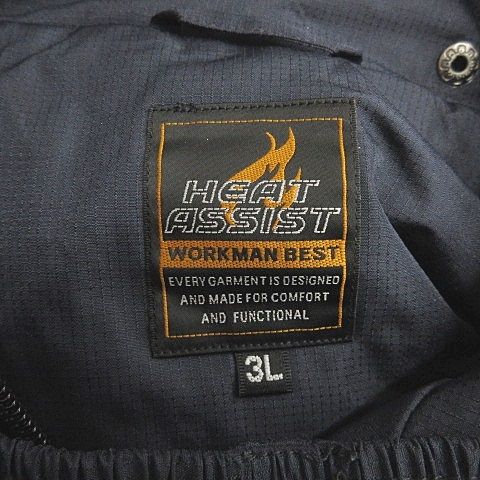 HEAT
ASSIST
WORKMAN BEST
EVERY GARMENT IS DESIGNED
AND MADE FOR COMFORT
AND FUNCTIONAL
3L